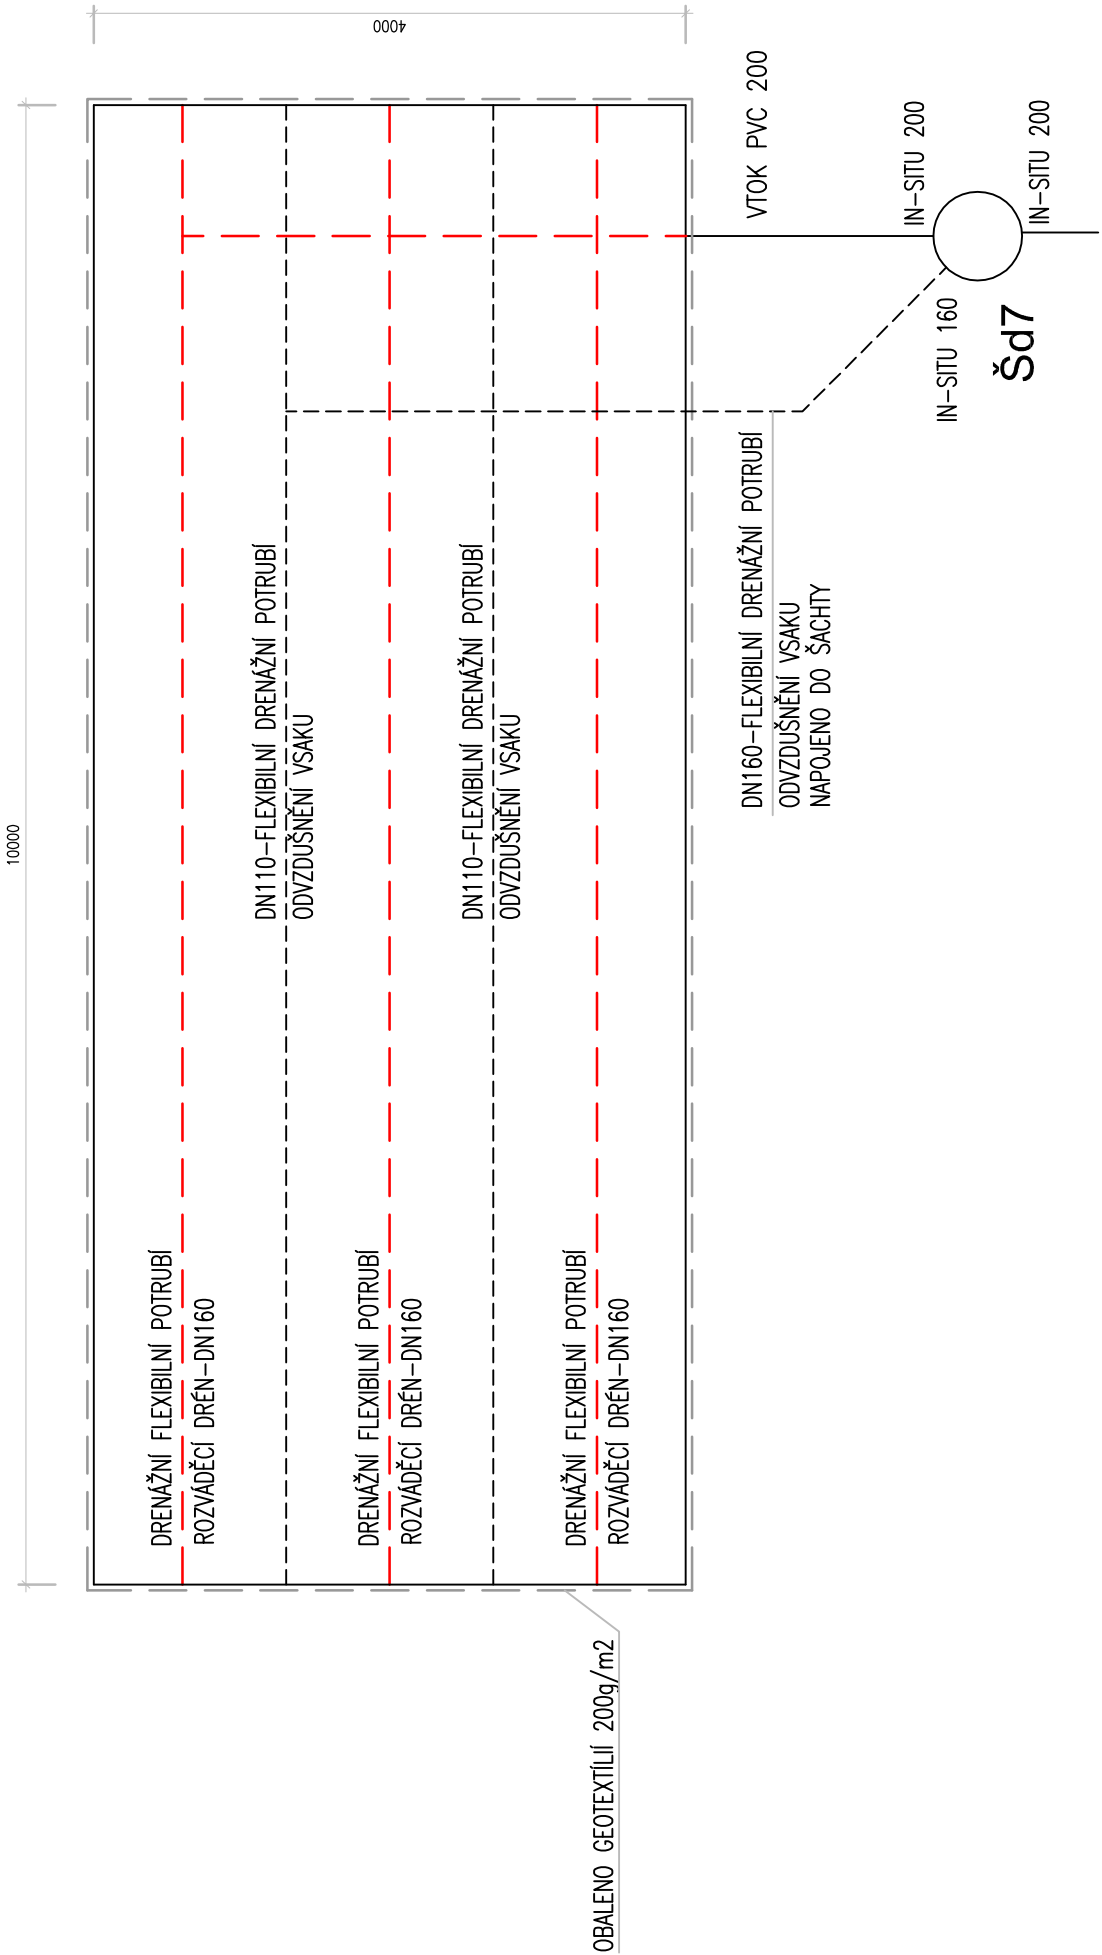 4000
10000
VTOK PVC 200
IN-SITU 200
IN-SITU 200
IN-SITU 160
Šd7
DN110-FLEXIBILNÍ DRENÁŽNÍ POTRUBÍ
ODVZDUŠNĚNÍ VSAKU
DN110-FLEXIBILNÍ DRENÁŽNÍ POTRUBÍ
ODVZDUŠNĚNÍ VSAKU
DN160-FLEXIBILNÍ DRENÁŽNÍ POTRUBÍ
ODVZDUŠNĚNÍ VSAKU
NAPOJENO DO ŠACHTY
DRENÁŽNÍ FLEXIBILNÍ POTRUBÍ
ROZVÁDĚCÍ DRÉN-DN160
DRENÁŽNÍ FLEXIBILNÍ POTRUBÍ
ROZVÁDĚCÍ DRÉN-DN160
DRENÁŽNÍ FLEXIBILNÍ POTRUBÍ
ROZVÁDĚCÍ DRÉN-DN160
OBALENO GEOTEXTÍLIÍ 200g/m2